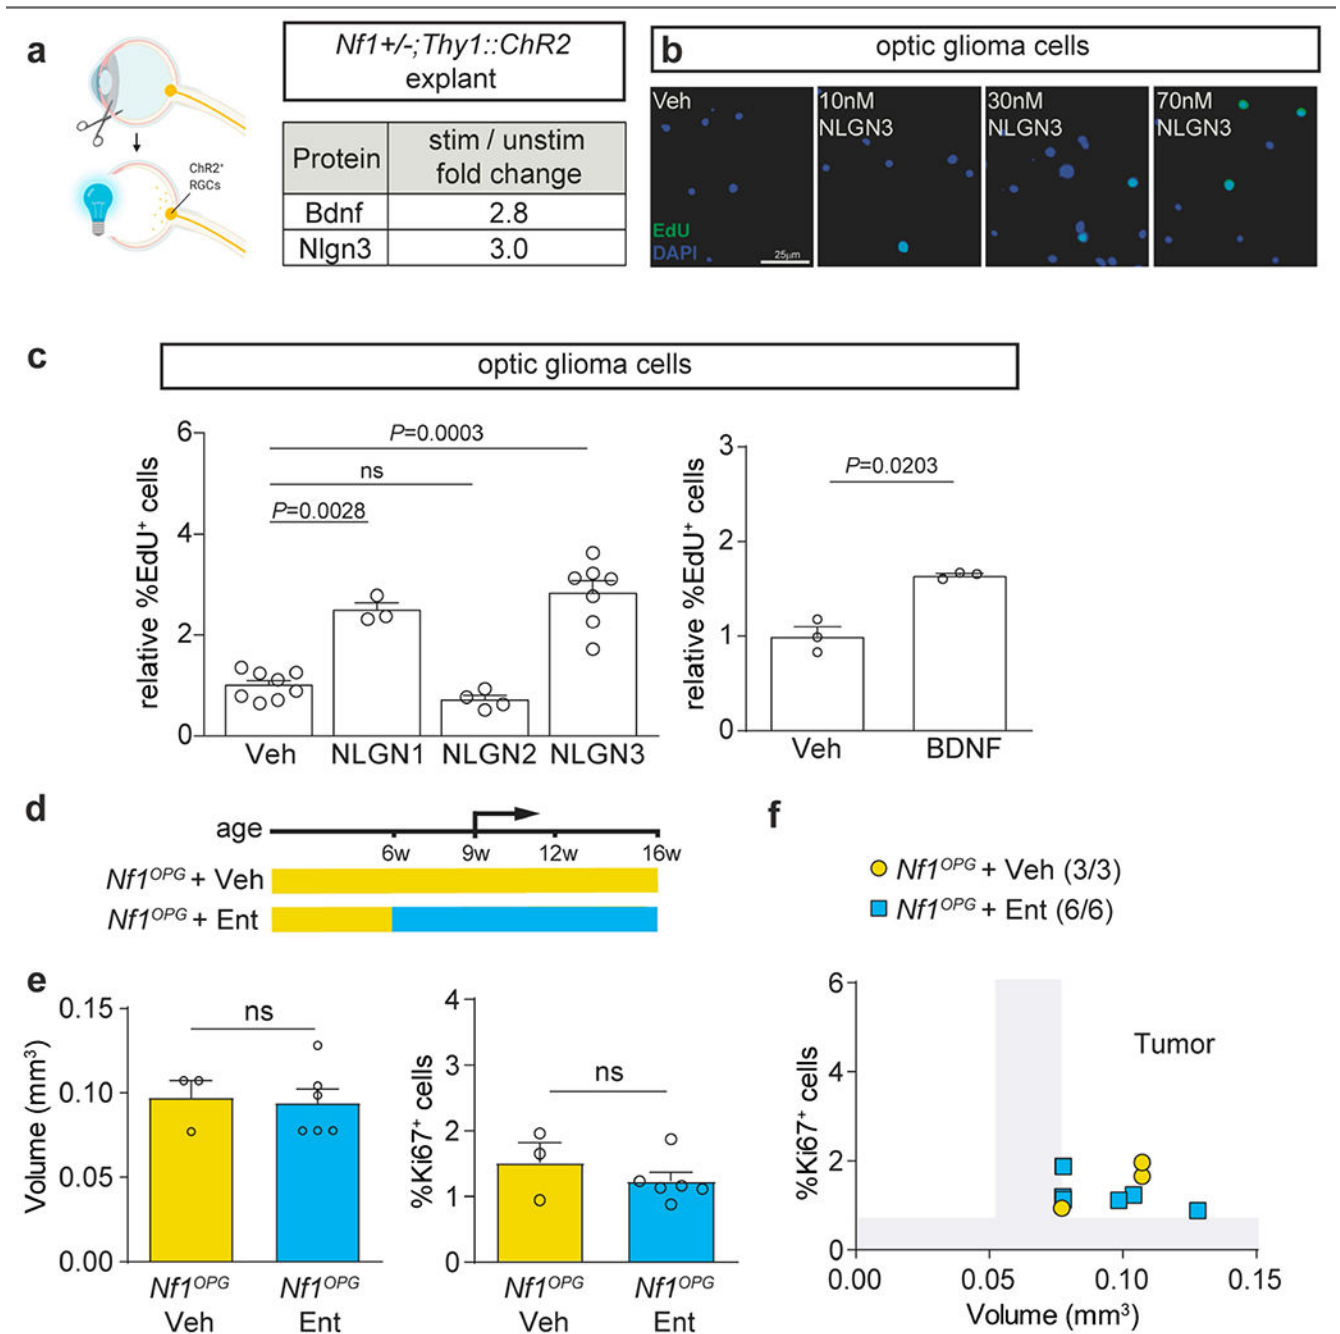 a
Nf1+/-;Thy1::ChR2
explant
ChR2⁺
RGCs
Protein
stim / unstim
fold change
Bdnf 2.8
Nlgn3 3.0
b
optic glioma cells
Veh
EdU
DAPI
25µm
10nM
NLGN3
30nM
NLGN3
70nM
NLGN3
c
optic glioma cells
relative %EdU⁺ cells
6
4
2
0
P=0.0003
ns
P=0.0028
Veh NLGN1 NLGN2 NLGN3
relative %EdU⁺ cells
3
2
1
0
P=0.0203
Veh BDNF
d
age
6w 9w 12w 16w
Nf1ᴼᴾᴳ + Veh
Nf1ᴼᴾᴳ + Ent
e
Volume (mm³)
0.15
0.10
0.05
0.00
ns
Nf1ᴼᴾᴳ Nf1ᴼᴾᴳ
Veh Ent
%Ki67⁺ cells
4
3
2
1
0
ns
Nf1ᴼᴾᴳ Nf1ᴼᴾᴳ
Veh Ent
f
Nf1ᴼᴾᴳ + Veh (3/3)
Nf1ᴼᴾᴳ + Ent (6/6)
%Ki67⁺ cells
6
4
2
0
Tumor
0.00 0.05 0.10 0.15
Volume (mm³)